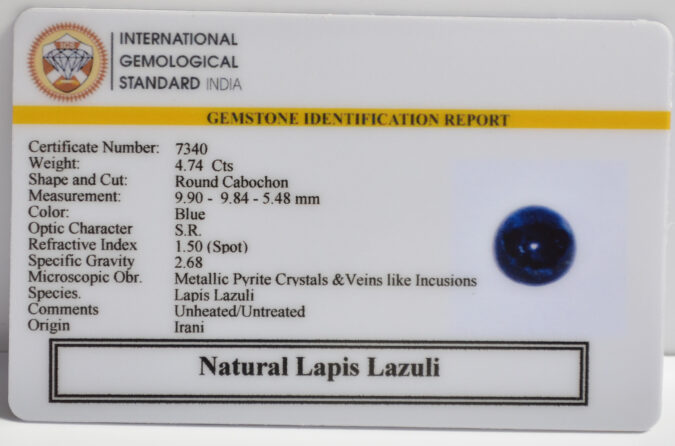 INTERNATIONAL
GEMOLOGICAL
STANDARD INDIA
GEMSTONE IDENTIFICATION REPORT
Certificate Number: 7340
Weight: 4.74 Cts
Shape and Cut: Round Cabochon
Measurement: 9.90 - 9.84 - 5.48 mm
Color: Blue
Optic Character S.R.
Refractive Index 1.50 (Spot)
Specific Gravity 2.68
Microscopic Obr. Metallic Pyrite Crystals &Veins like Incusions
Species. Lapis Lazuli
Comments Unheated/Untreated
Origin Irani
Natural Lapis Lazuli